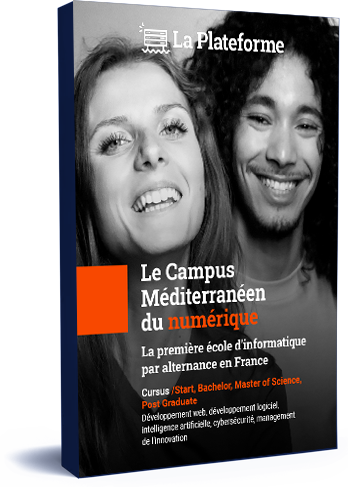 La Plateforme
Le Campus
Méditerranéen
du numérique
La première école d'informatique
par alternance en France
Cursus /Start, Bachelor, Master of Science,
Post Graduate
Développement web, développement logiciel,
intelligence artificielle, cybersécurité, management
de l'innovation